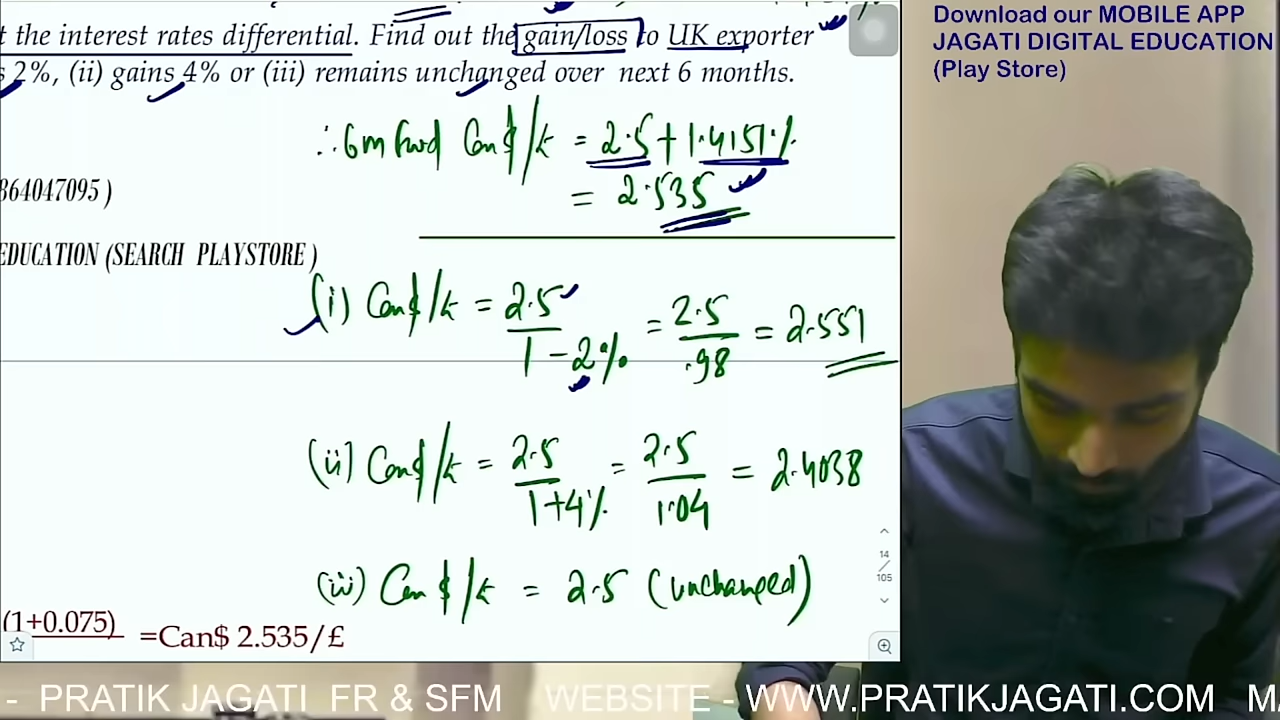 Download our MOBILE APP
JAGATI DIGITAL EDUCATION
(Play Store)
t the interest rates differential. Find out the gain/loss to UK exporter
s 2%, (ii) gains 4% or (iii) remains unchanged over next 6 months.
∴ 6m fwd Can$/£ = 2.5 + 1.4151%
= 2.535
864047095 )
EDUCATION (SEARCH PLAYSTORE )
(i) Can$/£ = 2.5 / 1 - 2% = 2.5 / .98 = 2.551
(ii) Can$/£ = 2.5 / 1+4% = 2.5 / 1.04 = 2.4038
(iii) Can$/£ = 2.5 (unchanged)
14
/
105
(1+0.075) =Can$ 2.535/£
- PRATIK JAGATI FR & SFM WEBSITE - WWW.PRATIKJAGATI.COM MA